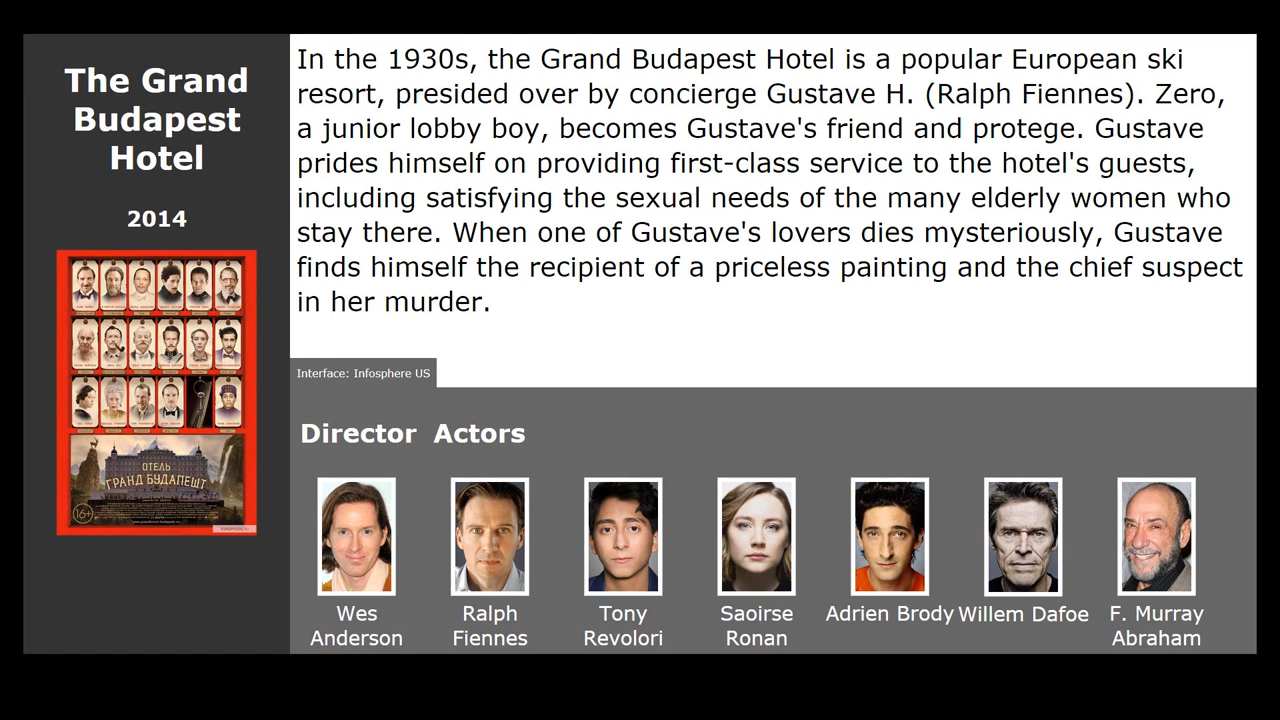 The Grand
Budapest
Hotel
2014
ОТЕЛЬ
ГРАНД БУДАПЕШТ
16+
In the 1930s, the Grand Budapest Hotel is a popular European ski
resort, presided over by concierge Gustave H. (Ralph Fiennes). Zero,
a junior lobby boy, becomes Gustave's friend and protege. Gustave
prides himself on providing first-class service to the hotel's guests,
including satisfying the sexual needs of the many elderly women who
stay there. When one of Gustave's lovers dies mysteriously, Gustave
finds himself the recipient of a priceless painting and the chief suspect
in her murder.
Interface: Infosphere US
Director Actors
Wes
Anderson
Ralph
Fiennes
Tony
Revolori
Saoirse
Ronan
Adrien Brody
Willem Dafoe
F. Murray
Abraham